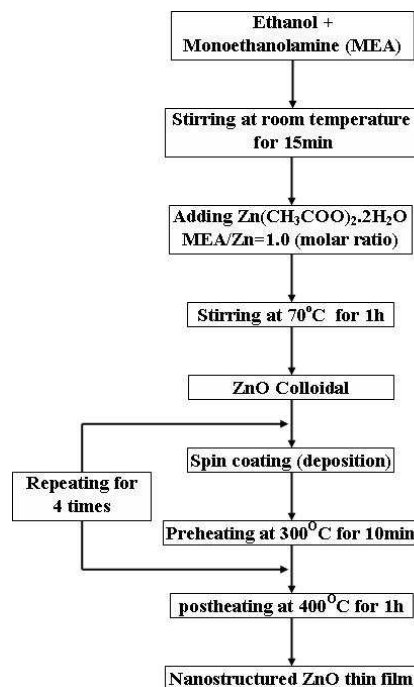 Ethanol +
Monoethanolamine (MEA)
Stirring at room temperature
for 15min
Adding Zn(CH₃COO)₂.2H₂O
MEA/Zn=1.0 (molar ratio)
Stirring at 70°C for 1h
ZnO Colloidal
Spin coating (deposition)
Repeating for
4 times
Preheating at 300°C for 10min
postheating at 400°C for 1h
Nanostructured ZnO thin film